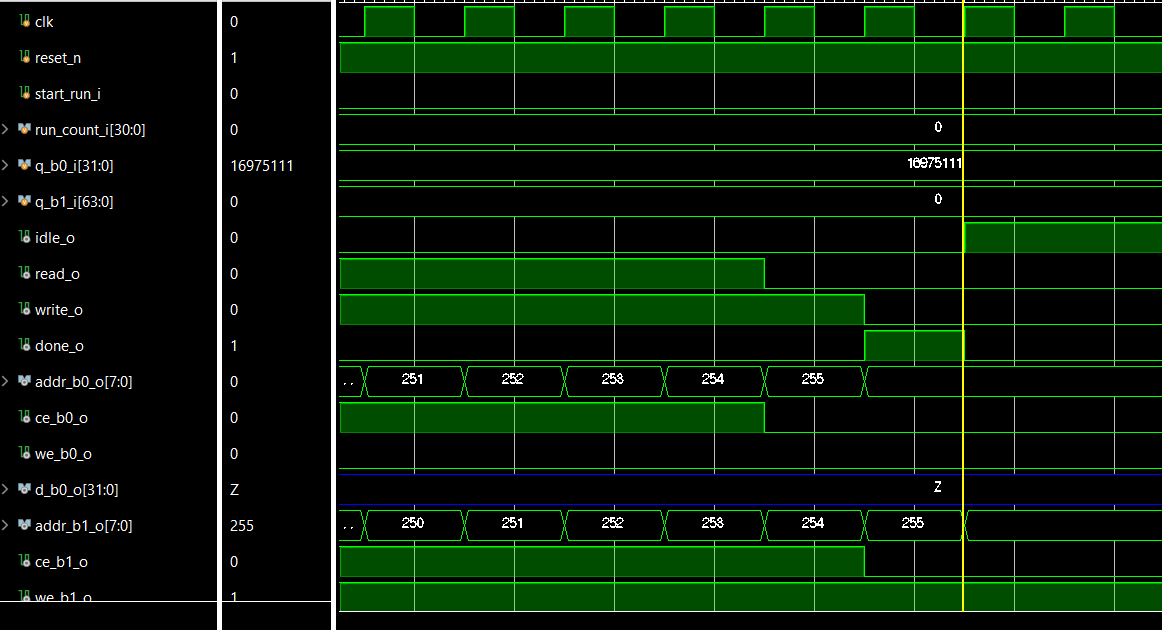 clk 0
reset_n 1
start_run_i 0
run_count_i[30:0] 0 0
q_b0_i[31:0] 16975111 16975111
q_b1_i[63:0] 0 0
idle_o 0
read_o 0
write_o 0
done_o 1
addr_b0_o[7:0] 0 .. 251 252 253 254 255
ce_b0_o 0
we_b0_o 0
d_b0_o[31:0] Z Z
addr_b1_o[7:0] 255 .. 250 251 252 253 254 255
ce_b1_o 0
we_b1_o 1